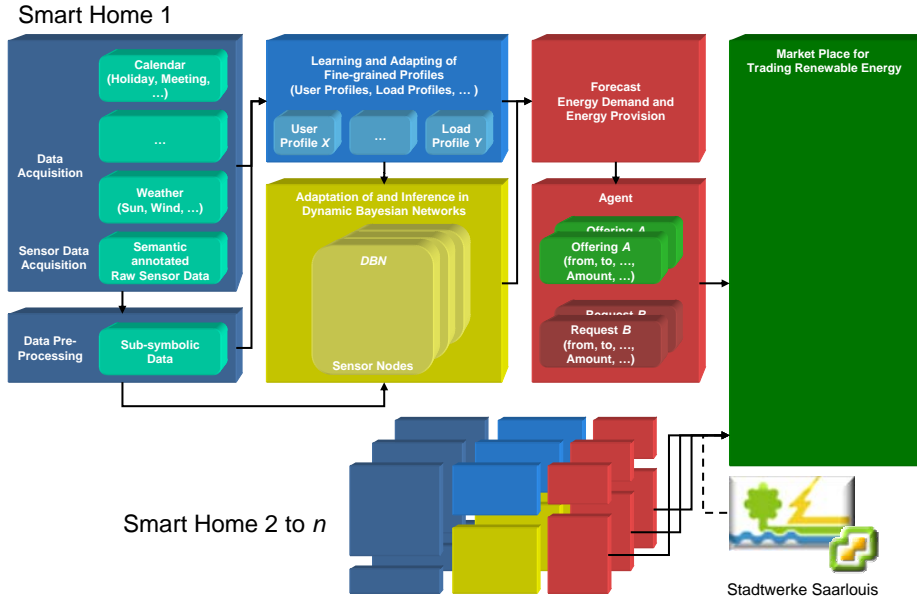 Smart Home 1
Calendar
(Holiday, Meeting,
…)
…
Data
Acquisition
Weather
(Sun, Wind, …)
Sensor Data
Acquisition
Semantic
annotated
Raw Sensor Data
Data Pre-
Processing
Sub-symbolic
Data
Learning and Adapting of
Fine-grained Profiles
(User Profiles, Load Profiles, … )
User
Profile X
…
Load
Profile Y
Adaptation of and Inference in
Dynamic Bayesian Networks
DBN
Sensor Nodes
Forecast
Energy Demand and
Energy Provision
Agent
Offering A
Offering A
(from, to, …,
Amount, …)
Request B
Request B
(from, to, …,
Amount, …)
Market Place for
Trading Renewable Energy
Smart Home 2 to n
Stadtwerke Saarlouis